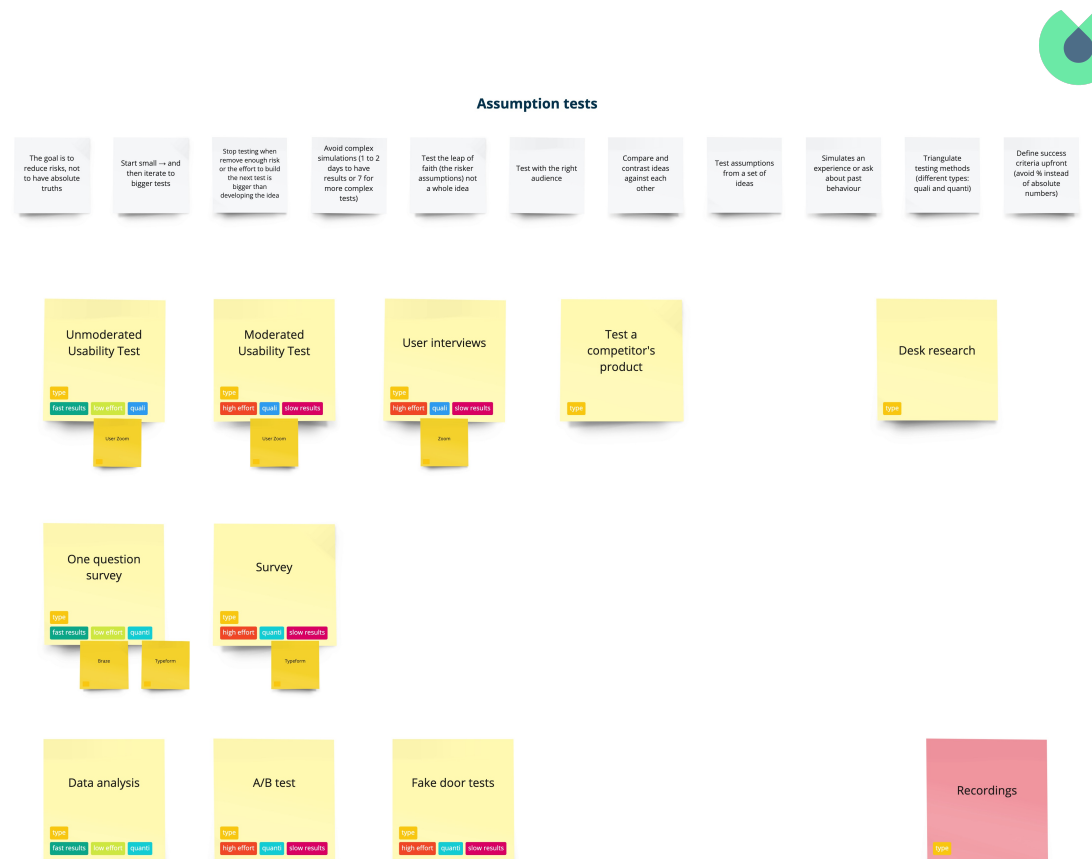 Assumption tests
The goal is to
reduce risks, not
to have absolute
truths
Start small → and
then iterate to
bigger tests
Stop testing when
remove enough risk
or the effort to build
the next test is
bigger than
developing the idea
Avoid complex
simulations (1 to 2
days to have
results or 7 for
more complex
tests)
Test the leap of
faith (the risker
assumptions) not
a whole idea
Test with the right
audience
Compare and
contrast ideas
against each
other
Test assumptions
from a set of
ideas
Simulates an
experience or ask
about past
behaviour
Triangulate
testing methods
(different types:
quali and quanti)
Define success
criteria upfront
(avoid % instead
of absolute
numbers)
Unmoderated
Usability Test
type
fast results low effort quali
User Zoom
Moderated
Usability Test
type
high effort quali slow results
User Zoom
User interviews
type
high effort quali slow results
Zoom
Test a
competitor's
product
type
Desk research
type
One question
survey
type
fast results low effort quanti
Braze
Typeform
Survey
type
high effort quanti slow results
Typeform
Data analysis
type
fast results low effort quanti
A/B test
type
high effort quanti slow results
Fake door tests
type
high effort quanti slow results
Recordings
type